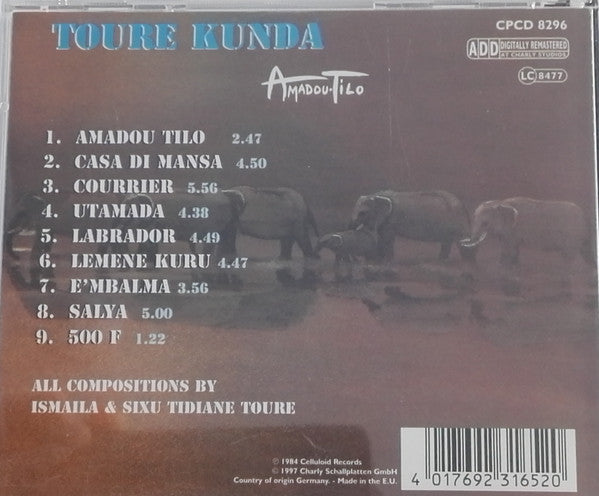 TOURE KUNDA
CPCD 8296
ADD DIGITALLY REMASTERED
AT CHARLY STUDIOS
LC 8477
AMADOU-TILO
1. AMADOU TILO 2.47
2. CASA DI MANSA 4.50
3. COURRIER 5.56
4. UTAMADA 4.38
5. LABRADOR 4.49
6. LEMENE KURU 4.47
7. E'MBALMA 3.56
8. SALYA 5.00
9. 500 F 1.22
ALL COMPOSITIONS BY
ISMAILA & SIXU TIDIANE TOURE
℗ 1984 Celluloid Records
© 1997 Charly Schallplatten GmbH
Country of origin Germany. - Made in the E.U.
4 017692 316520